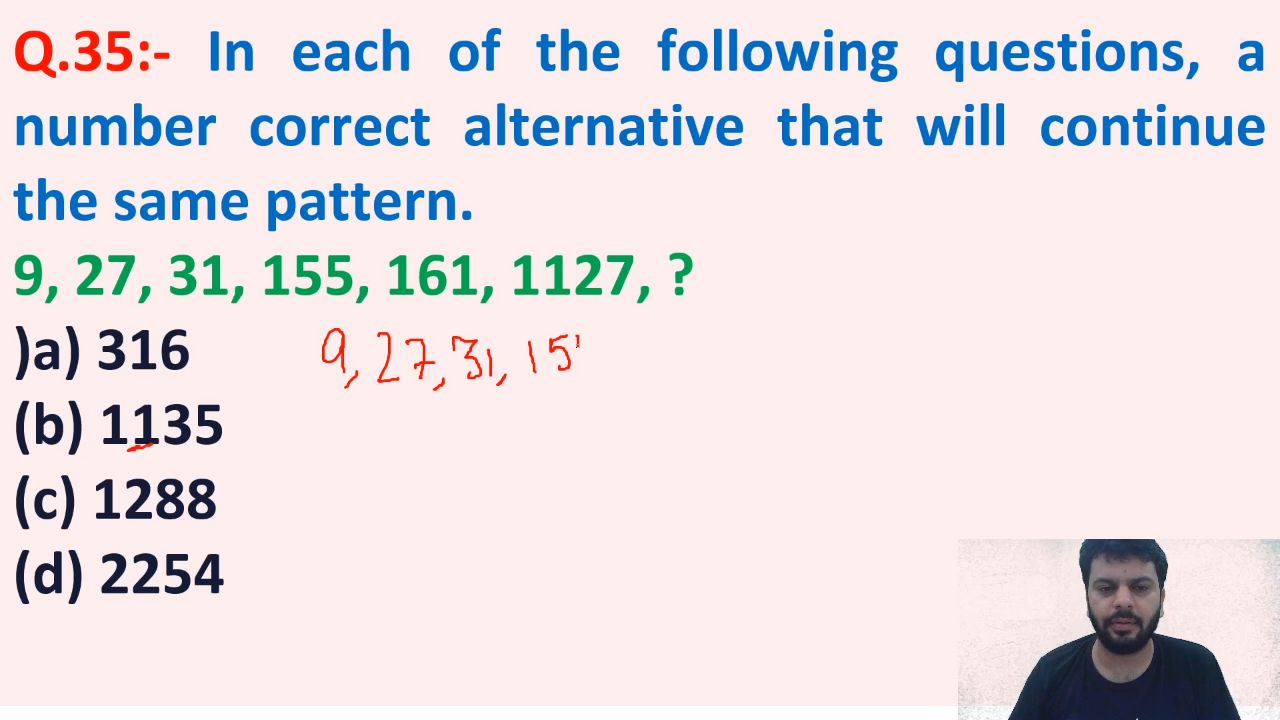 Q.35:- In each of the following questions, a
number correct alternative that will continue
the same pattern.
9, 27, 31, 155, 161, 1127, ?
)a) 316
9, 27, 31, 15
(b) 1135
(c) 1288
(d) 2254